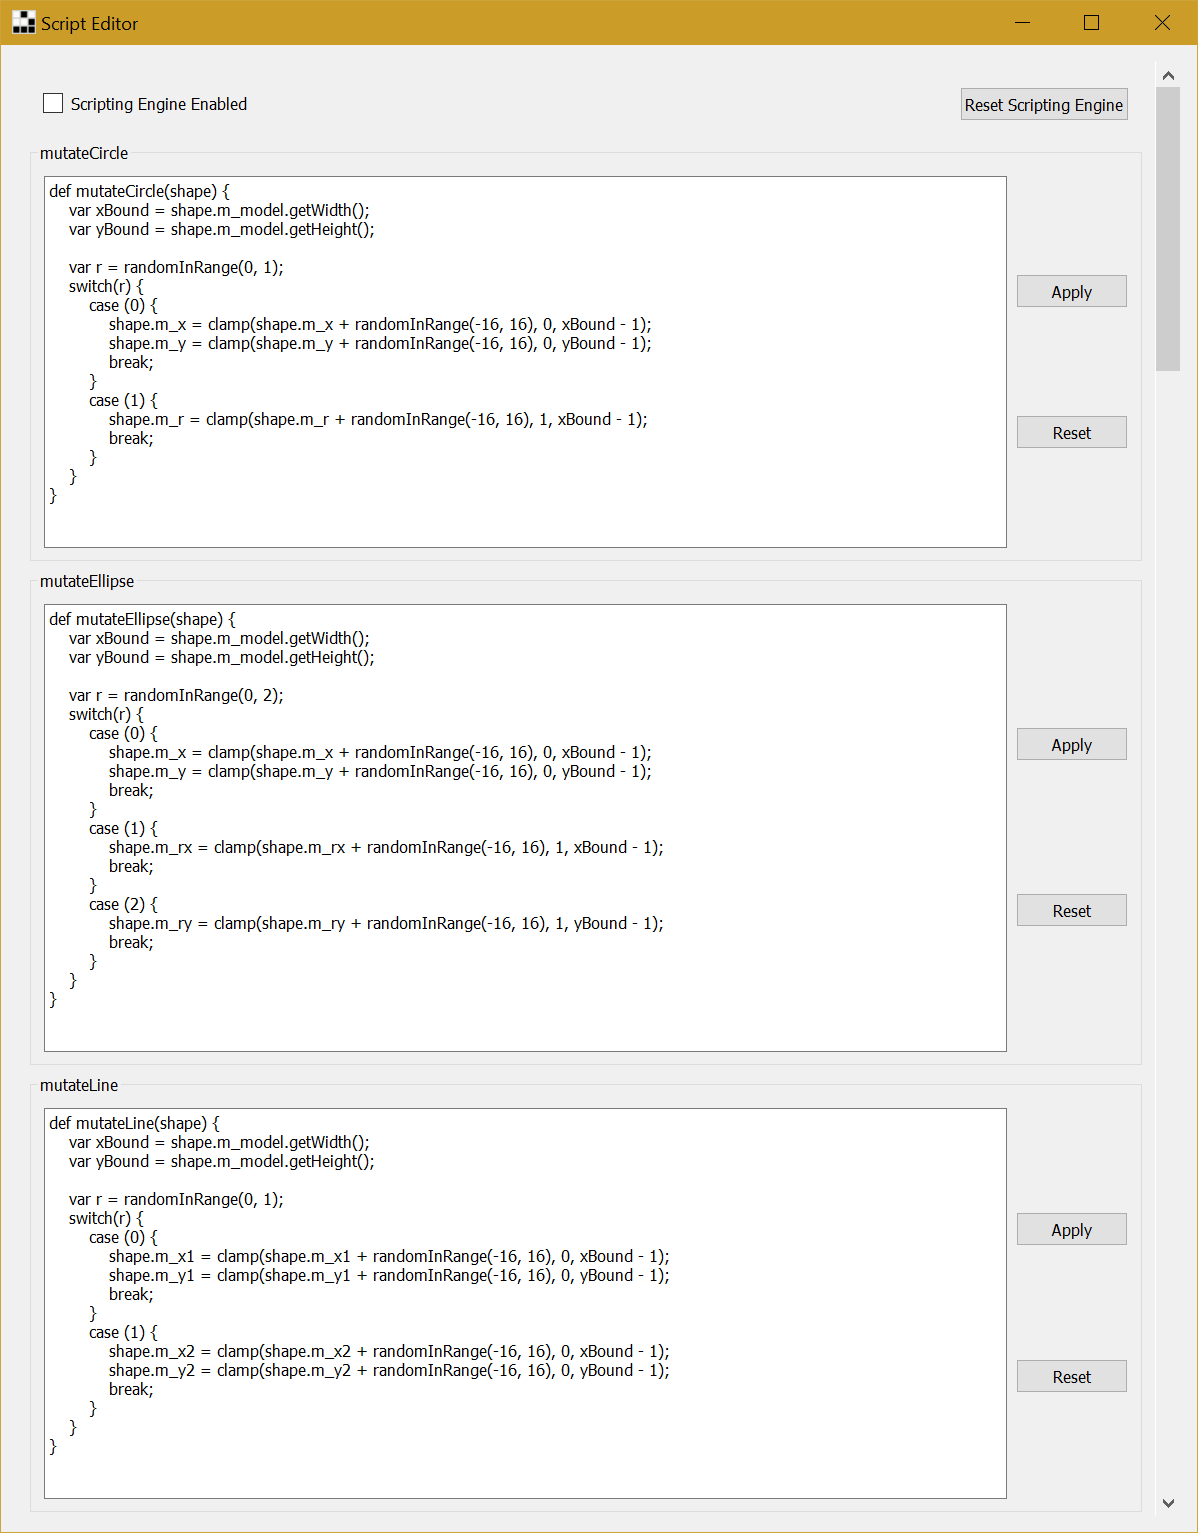 Script Editor
Scripting Engine Enabled
Reset Scripting Engine
mutateCircle
def mutateCircle(shape) {
    var xBound = shape.m_model.getWidth();
    var yBound = shape.m_model.getHeight();

    var r = randomInRange(0, 1);
    switch(r) {
        case (0) {
            shape.m_x = clamp(shape.m_x + randomInRange(-16, 16), 0, xBound - 1);
            shape.m_y = clamp(shape.m_y + randomInRange(-16, 16), 0, yBound - 1);
            break;
        }
        case (1) {
            shape.m_r = clamp(shape.m_r + randomInRange(-16, 16), 1, xBound - 1);
            break;
        }
    }
}
Apply
Reset
mutateEllipse
def mutateEllipse(shape) {
    var xBound = shape.m_model.getWidth();
    var yBound = shape.m_model.getHeight();

    var r = randomInRange(0, 2);
    switch(r) {
        case (0) {
            shape.m_x = clamp(shape.m_x + randomInRange(-16, 16), 0, xBound - 1);
            shape.m_y = clamp(shape.m_y + randomInRange(-16, 16), 0, yBound - 1);
            break;
        }
        case (1) {
            shape.m_rx = clamp(shape.m_rx + randomInRange(-16, 16), 1, xBound - 1);
            break;
        }
        case (2) {
            shape.m_ry = clamp(shape.m_ry + randomInRange(-16, 16), 1, yBound - 1);
            break;
        }
    }
}
Apply
Reset
mutateLine
def mutateLine(shape) {
    var xBound = shape.m_model.getWidth();
    var yBound = shape.m_model.getHeight();

    var r = randomInRange(0, 1);
    switch(r) {
        case (0) {
            shape.m_x1 = clamp(shape.m_x1 + randomInRange(-16, 16), 0, xBound - 1);
            shape.m_y1 = clamp(shape.m_y1 + randomInRange(-16, 16), 0, yBound - 1);
            break;
        }
        case (1) {
            shape.m_x2 = clamp(shape.m_x2 + randomInRange(-16, 16), 0, xBound - 1);
            shape.m_y2 = clamp(shape.m_y2 + randomInRange(-16, 16), 0, yBound - 1);
            break;
        }
    }
}
Apply
Reset